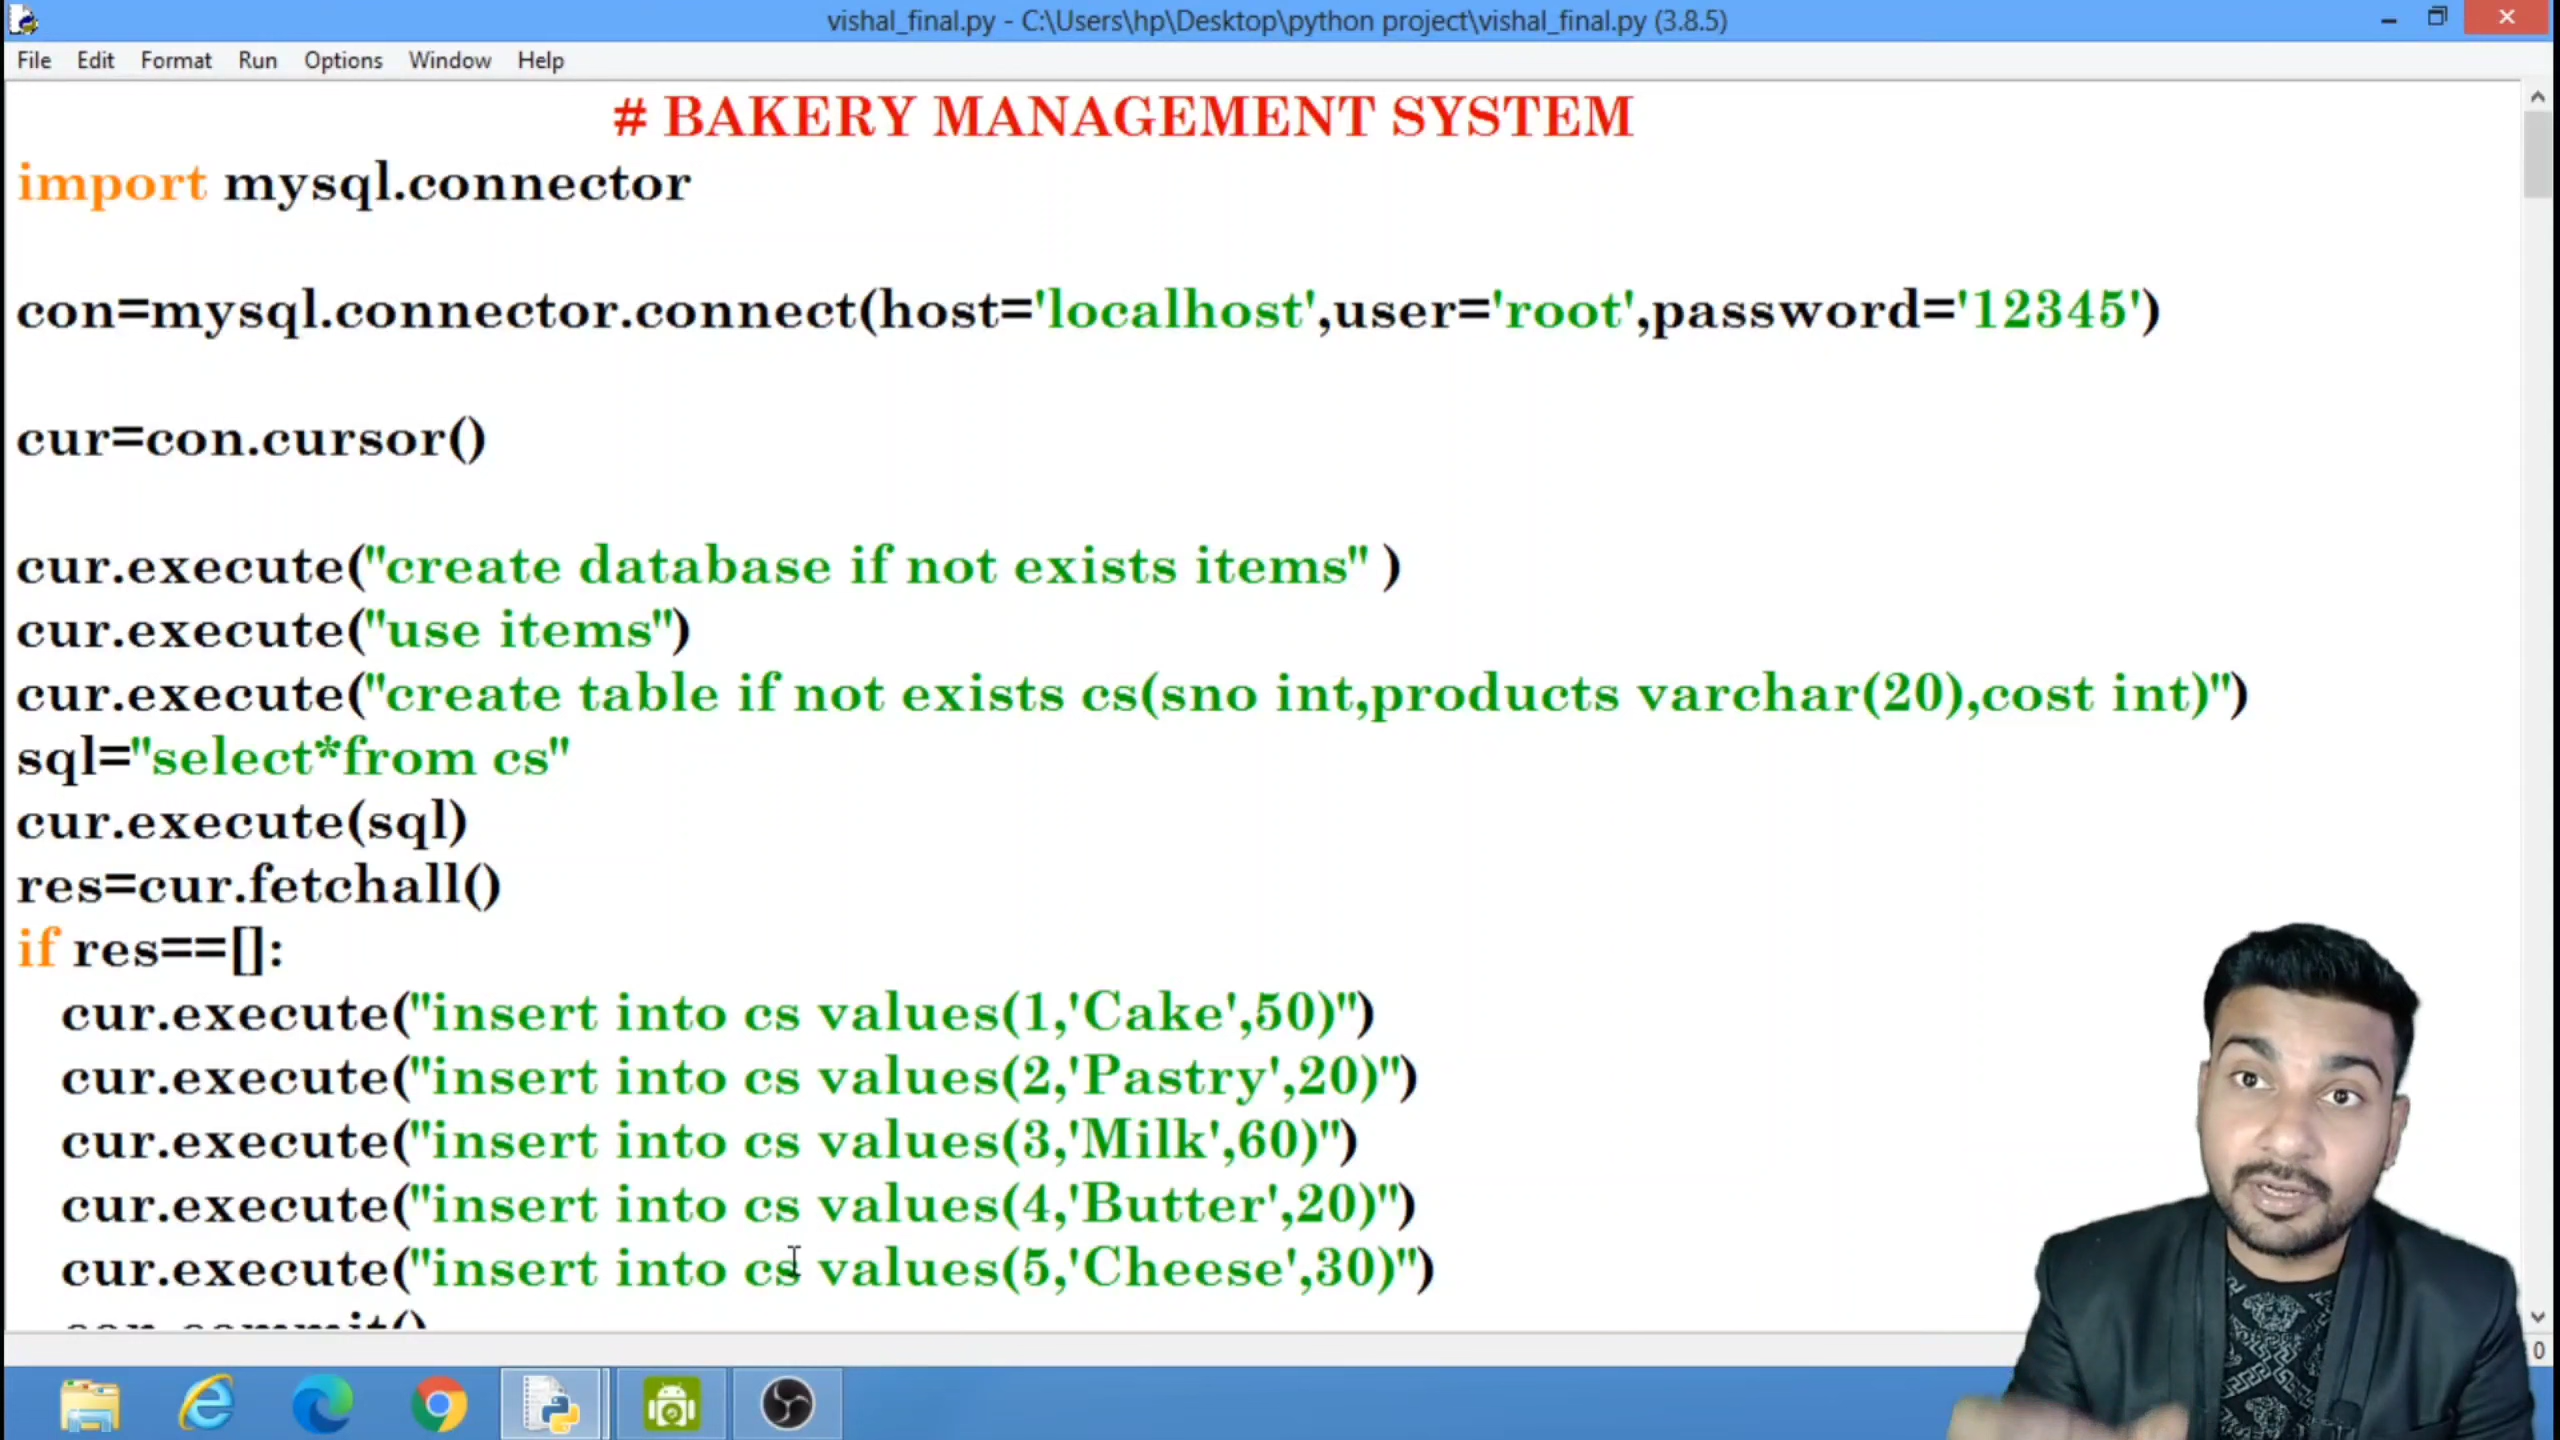 vishal_final.py - C:\Users\hp\Desktop\python project\vishal_final.py (3.8.5)
File Edit Format Run Options Window Help
# BAKERY MANAGEMENT SYSTEM
import mysql.connector
con=mysql.connector.connect(host='localhost',user='root',password='12345')
cur=con.cursor()
cur.execute("create database if not exists items" )
cur.execute("use items")
cur.execute("create table if not exists cs(sno int,products varchar(20),cost int)")
sql="select*from cs"
cur.execute(sql)
res=cur.fetchall()
if res==[]:
cur.execute("insert into cs values(1,'Cake',50)")
cur.execute("insert into cs values(2,'Pastry',20)")
cur.execute("insert into cs values(3,'Milk',60)")
cur.execute("insert into cs values(4,'Butter',20)")
cur.execute("insert into cs values(5,'Cheese',30)")
con.commit()
0